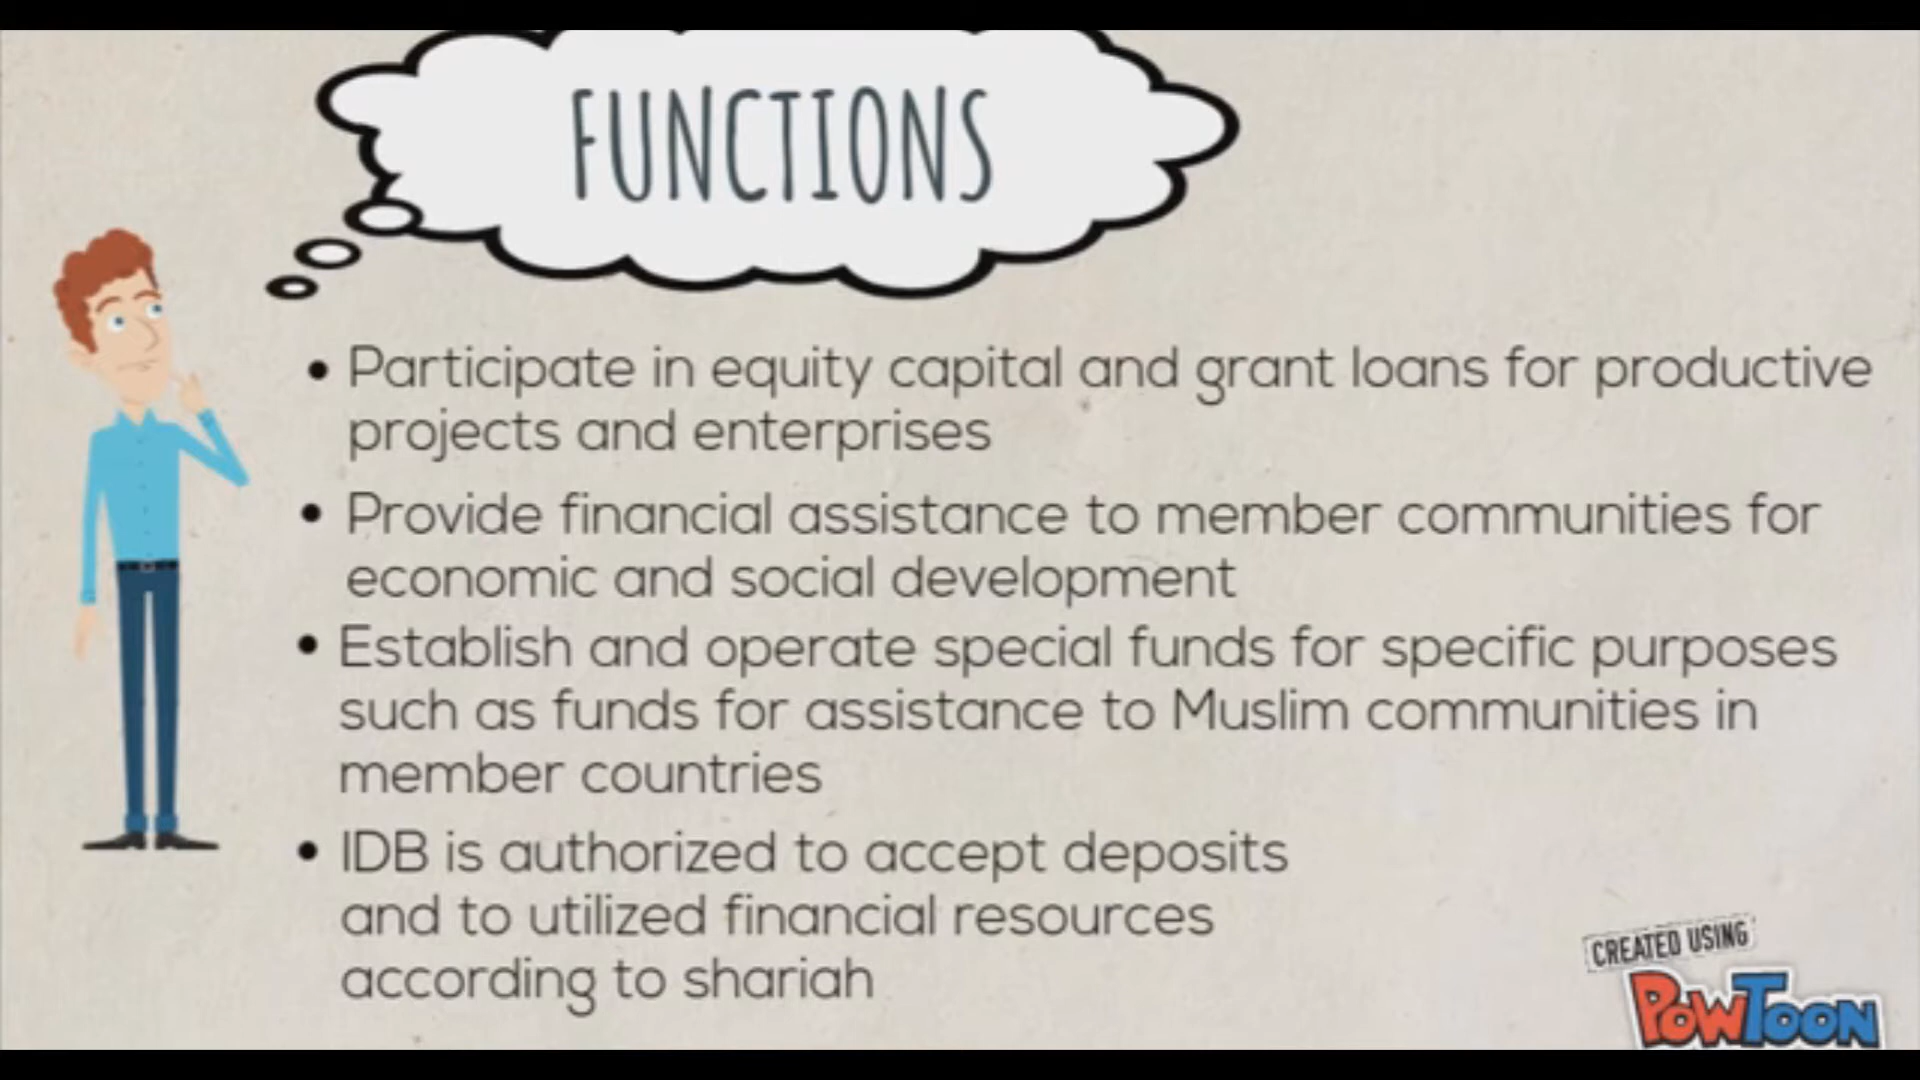 FUNCTIONS
• Participate in equity capital and grant loans for productive
projects and enterprises
• Provide financial assistance to member communities for
economic and social development
• Establish and operate special funds for specific purposes
such as funds for assistance to Muslim communities in
member countries
• IDB is authorized to accept deposits
and to utilized financial resources
according to shariah
CREATED USING
POWTOON